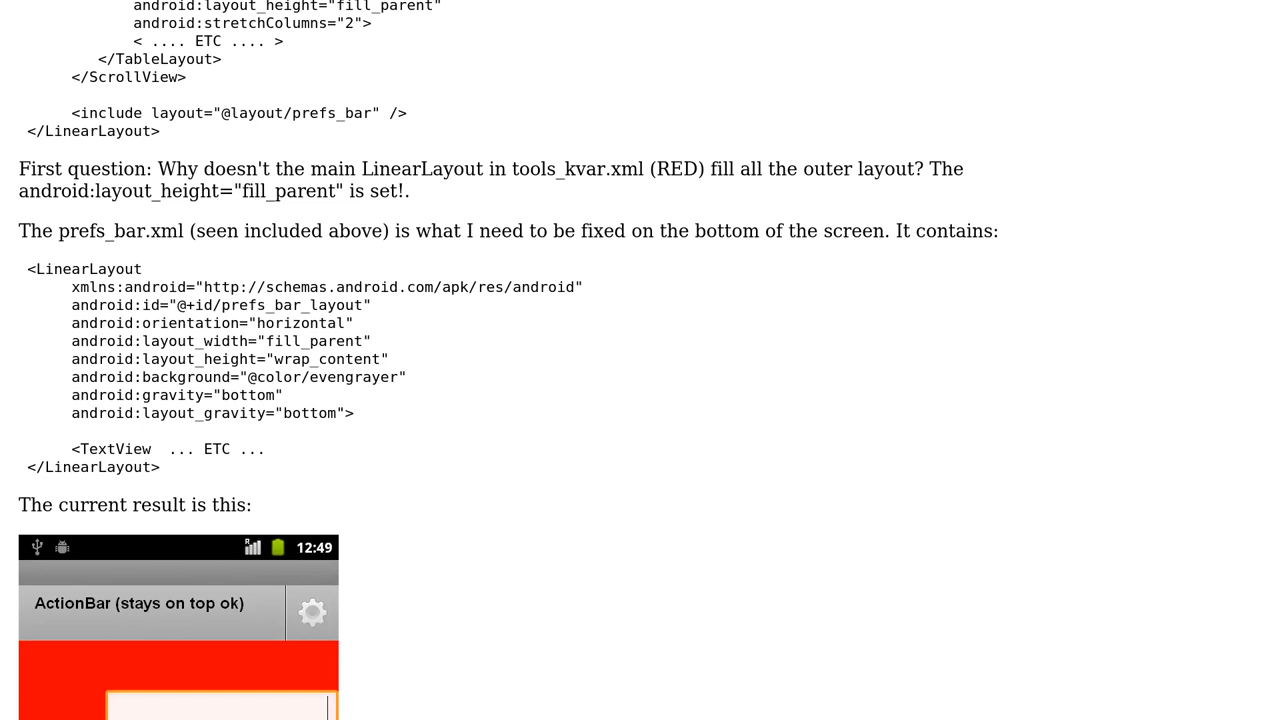 android:layout_height="fill_parent"
android:stretchColumns="2">
< .... ETC .... >
</TableLayout>
</ScrollView>
<include layout="@layout/prefs_bar" />
</LinearLayout>
First question: Why doesn't the main LinearLayout in tools_kvar.xml (RED) fill all the outer layout? The
android:layout_height="fill_parent" is set!.
The prefs_bar.xml (seen included above) is what I need to be fixed on the bottom of the screen. It contains:
<LinearLayout
xmlns:android="http://schemas.android.com/apk/res/android"
android:id="@+id/prefs_bar_layout"
android:orientation="horizontal"
android:layout_width="fill_parent"
android:layout_height="wrap_content"
android:background="@color/evengrayer"
android:gravity="bottom"
android:layout_gravity="bottom">
<TextView  ... ETC ...
</LinearLayout>
The current result is this:
R
12:49
ActionBar (stays on top ok)